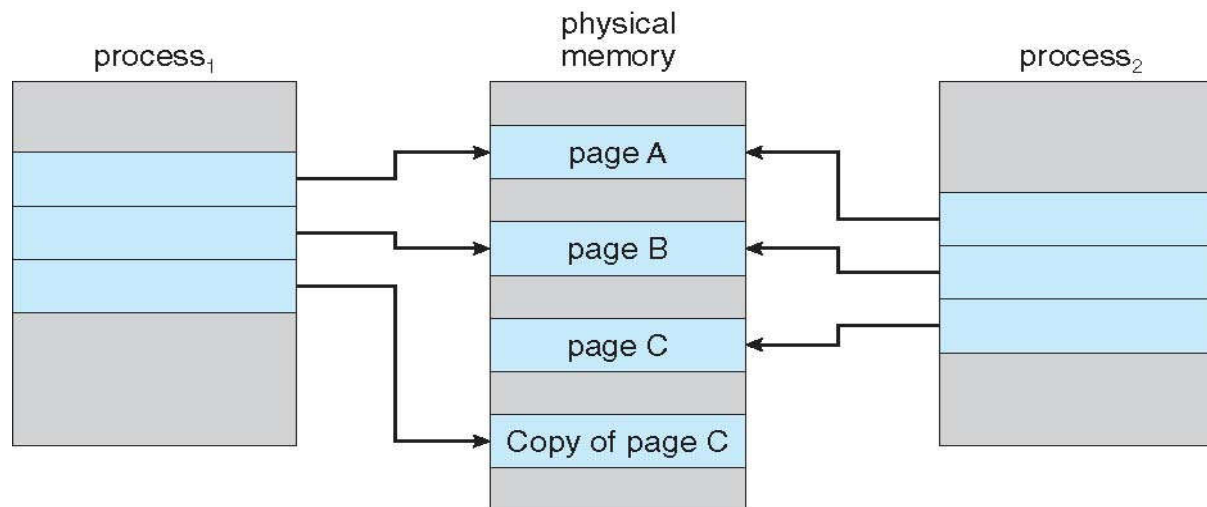 process₁
physical
memory
process₂
page A
page B
page C
Copy of page C